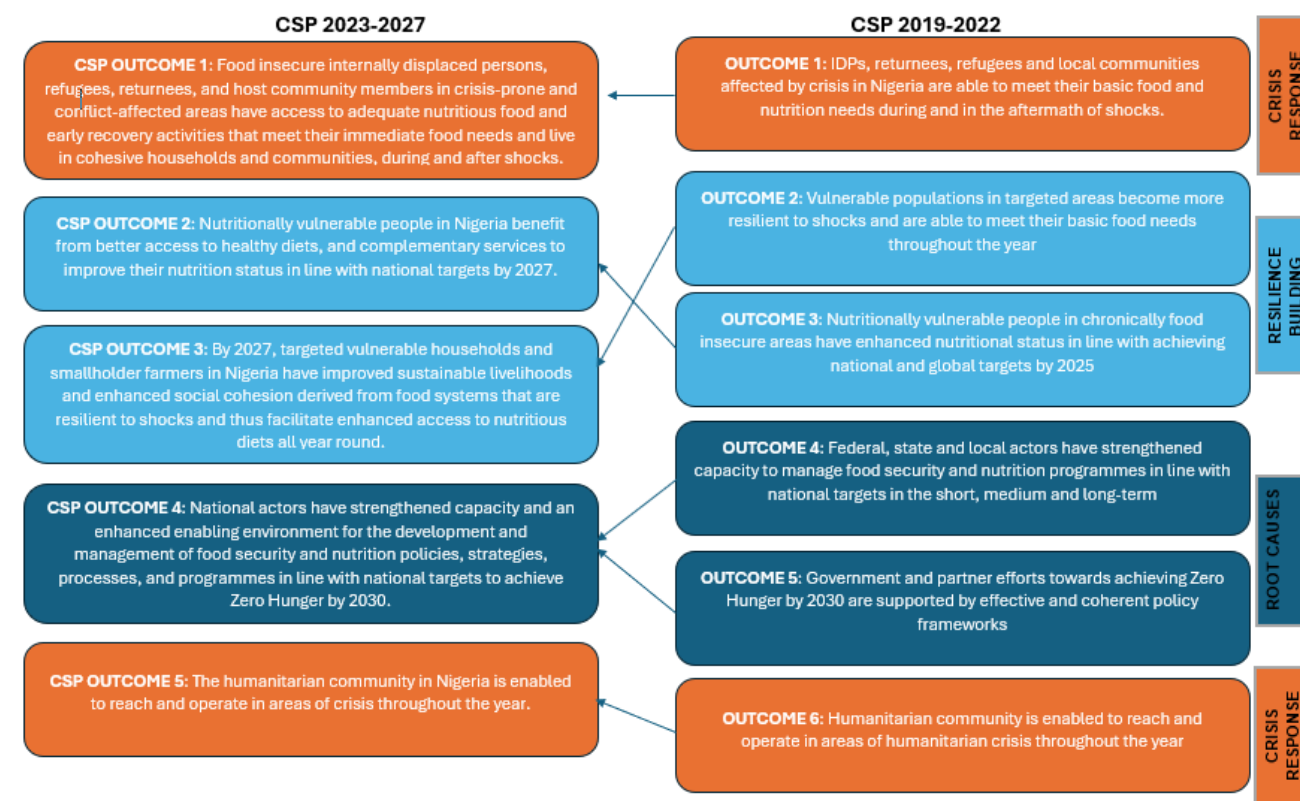 CSP 2023-2027
CSP OUTCOME 1: Food insecure internally displaced persons,
refugees, returnees, and host community members in crisis-prone and
conflict-affected areas have access to adequate nutritious food and
early recovery activities that meet their immediate food needs and live
in cohesive households and communities, during and after shocks.
CSP OUTCOME 2: Nutritionally vulnerable people in Nigeria benefit
from better access to healthy diets, and complementary services to
improve their nutrition status in line with national targets by 2027.
CSP OUTCOME 3: By 2027, targeted vulnerable households and
smallholder farmers in Nigeria have improved sustainable livelihoods
and enhanced social cohesion derived from food systems that are
resilient to shocks and thus facilitate enhanced access to nutritious
diets all year round.
CSP OUTCOME 4: National actors have strengthened capacity and an
enhanced enabling environment for the development and
management of food security and nutrition policies, strategies,
processes, and programmes in line with national targets to achieve
Zero Hunger by 2030.
CSP OUTCOME 5: The humanitarian community in Nigeria is enabled
to reach and operate in areas of crisis throughout the year.
CSP 2019-2022
OUTCOME 1: IDPs, returnees, refugees and local communities
affected by crisis in Nigeria are able to meet their basic food and
nutrition needs during and in the aftermath of shocks.
OUTCOME 2: Vulnerable populations in targeted areas become more
resilient to shocks and are able to meet their basic food needs
throughout the year
OUTCOME 3: Nutritionally vulnerable people in chronically food
insecure areas have enhanced nutritional status in line with achieving
national and global targets by 2025
OUTCOME 4: Federal, state and local actors have strengthened
capacity to manage food security and nutrition programmes in line with
national targets in the short, medium and long-term
OUTCOME 5: Government and partner efforts towards achieving Zero
Hunger by 2030 are supported by effective and coherent policy
frameworks
OUTCOME 6: Humanitarian community is enabled to reach and
operate in areas of humanitarian crisis throughout the year
CRISIS
RESPONSE
RESILIENCE
BUILDING
ROOT CAUSES
CRISIS
RESPONSE